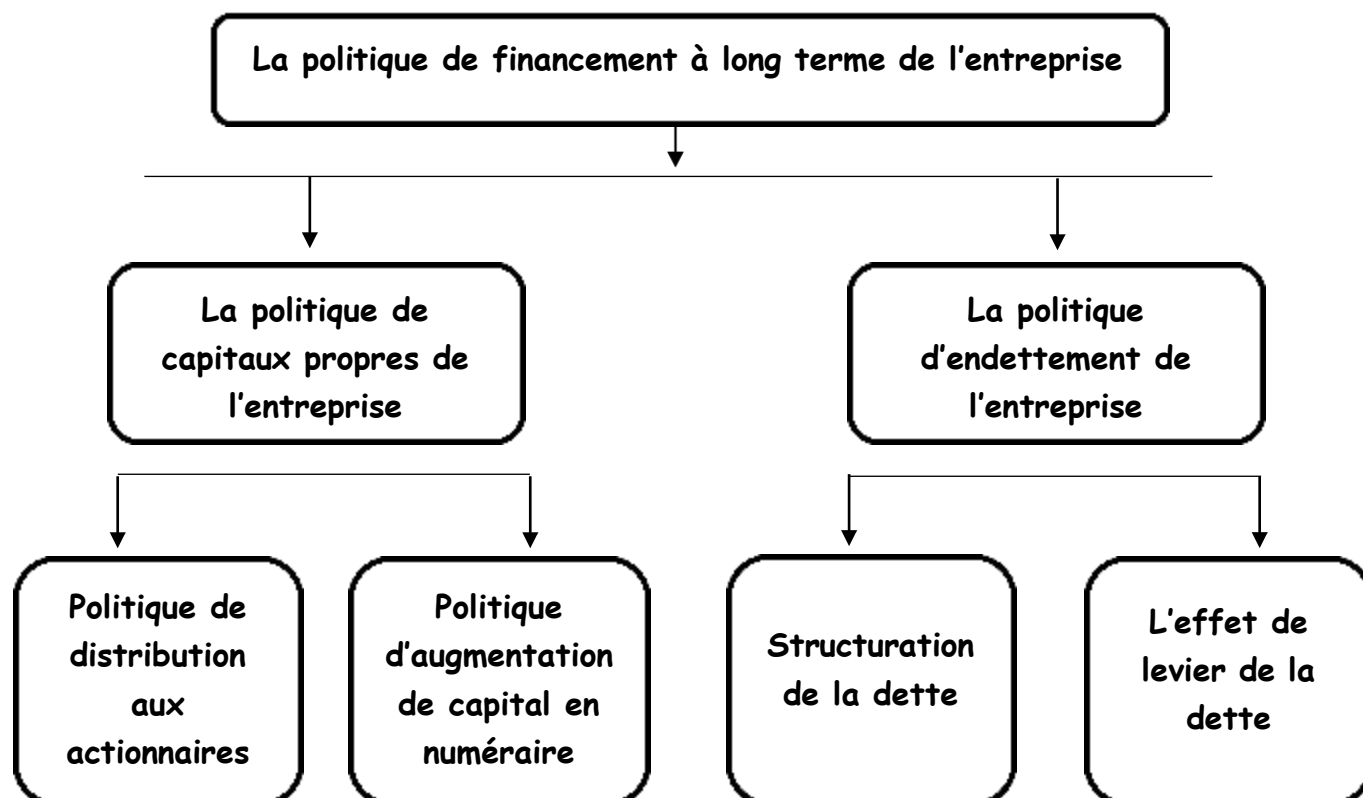 La politique de financement à long terme de l’entreprise
La politique de
capitaux propres de
l’entreprise
La politique
d’endettement de
l’entreprise
Politique de
distribution
aux
actionnaires
Politique
d’augmentation
de capital en
numéraire
Structuration
de la dette
L’effet de
levier de la
dette